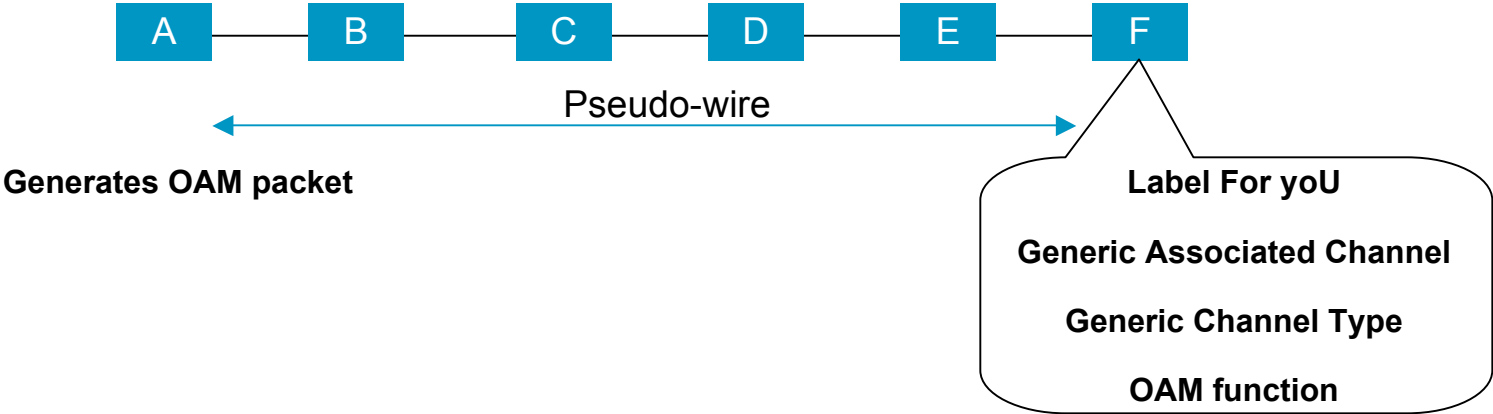 A B C D E F
Pseudo-wire
Generates OAM packet
Label For yoU
Generic Associated Channel
Generic Channel Type
OAM function